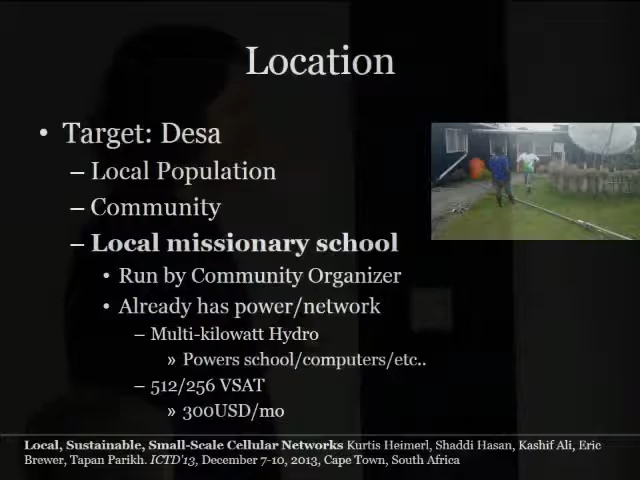 Location
• Target: Desa
– Local Population
– Community
– Local missionary school
• Run by Community Organizer
• Already has power/network
– Multi-kilowatt Hydro
» Powers school/computers/etc..
– 512/256 VSAT
» 300USD/mo
Local, Sustainable, Small-Scale Cellular Networks Kurtis Heimerl, Shaddi Hasan, Kashif Ali, Eric
Brewer, Tapan Parikh. ICTD'13, December 7-10, 2013, Cape Town, South Africa